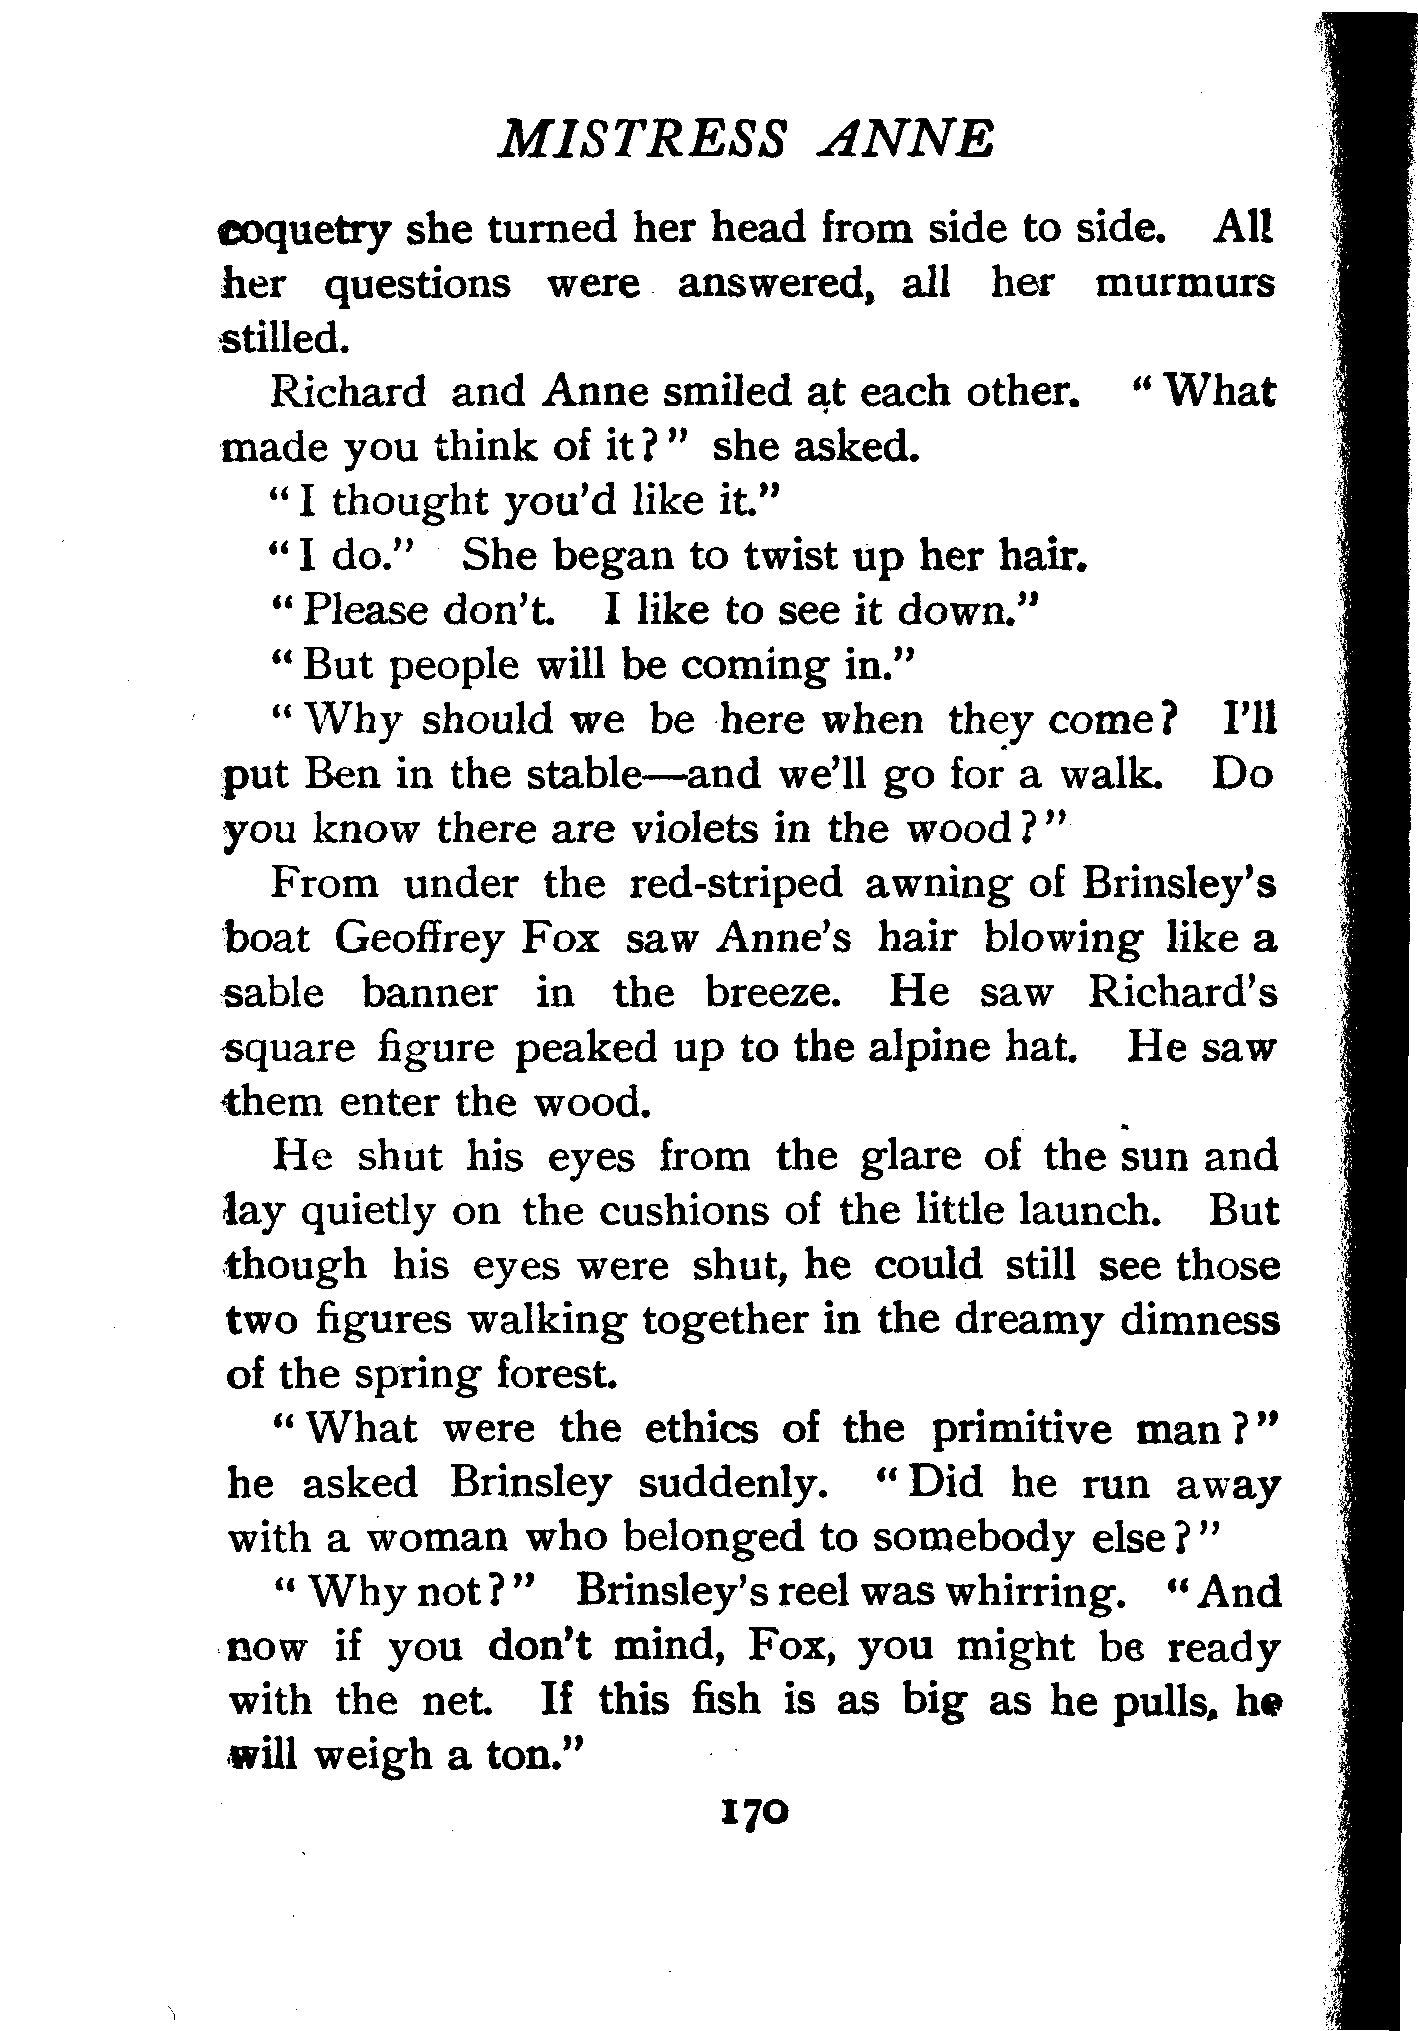 MISTRESS ANNE
coquetry she turned her head from side to side. All
her questions were answered, all her murmurs
stilled.
Richard and Anne smiled at each other. "What
made you think of it?" she asked.
"I thought you'd like it."
"I do." She began to twist up her hair.
"Please don't. I like to see it down."
"But people will be coming in."
"Why should we be here when they come? I'll
put Ben in the stable—and we'll go for a walk. Do
you know there are violets in the wood?"
From under the red-striped awning of Brinsley's
boat Geoffrey Fox saw Anne's hair blowing like a
sable banner in the breeze. He saw Richard's
square figure peaked up to the alpine hat. He saw
them enter the wood.
He shut his eyes from the glare of the sun and
lay quietly on the cushions of the little launch. But
though his eyes were shut, he could still see those
two figures walking together in the dreamy dimness
of the spring forest.
"What were the ethics of the primitive man?"
he asked Brinsley suddenly. "Did he run away
with a woman who belonged to somebody else?"
"Why not?" Brinsley's reel was whirring. "And
now if you don't mind, Fox, you might be ready
with the net. If this fish is as big as he pulls, he
will weigh a ton."
170